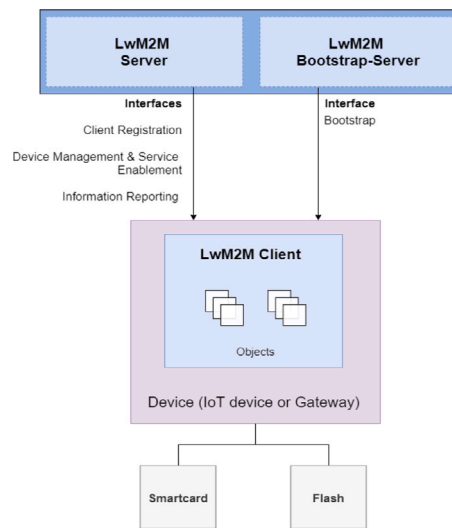 LwM2M
Server
LwM2M
Bootstrap-Server
Interfaces
Client Registration
Device Management & Service
Enablement
Information Reporting
Interface
Bootstrap
LwM2M Client
Objects
Device (IoT device or Gateway)
Smartcard
Flash